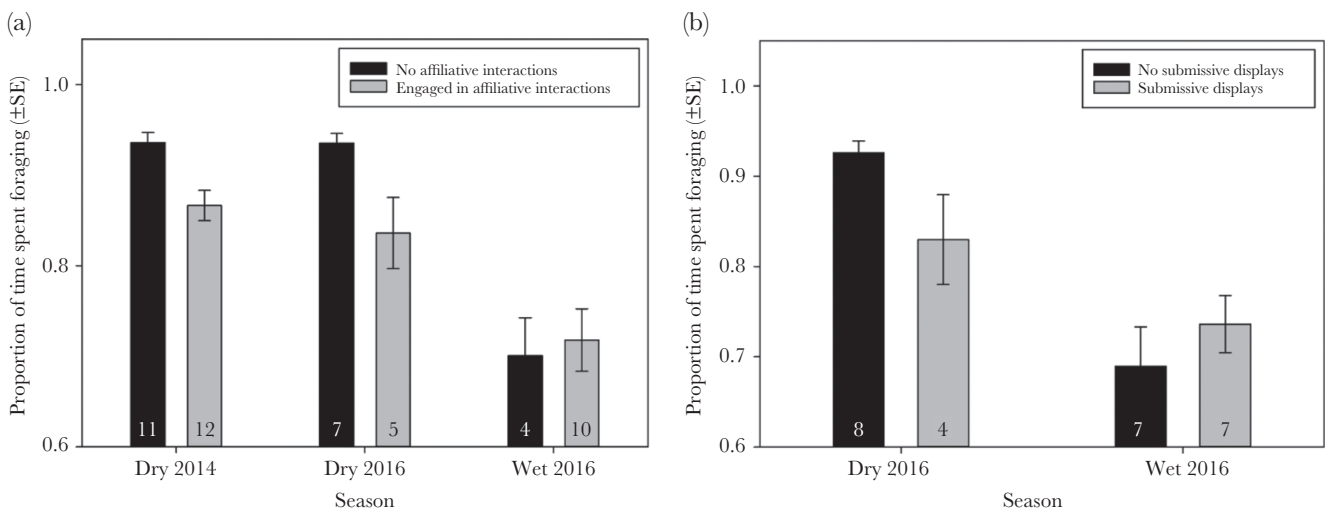 (a)
Proportion of time spent foraging (±SE)
1.0
0.8
0.6
No affiliative interactions
Engaged in affiliative interactions
11
12
7
5
4
10
Dry 2014
Dry 2016
Wet 2016
Season
(b)
Proportion of time spent foraging (±SE)
1.0
0.9
0.8
0.7
0.6
No submissive displays
Submissive displays
8
4
7
7
Dry 2016
Wet 2016
Season